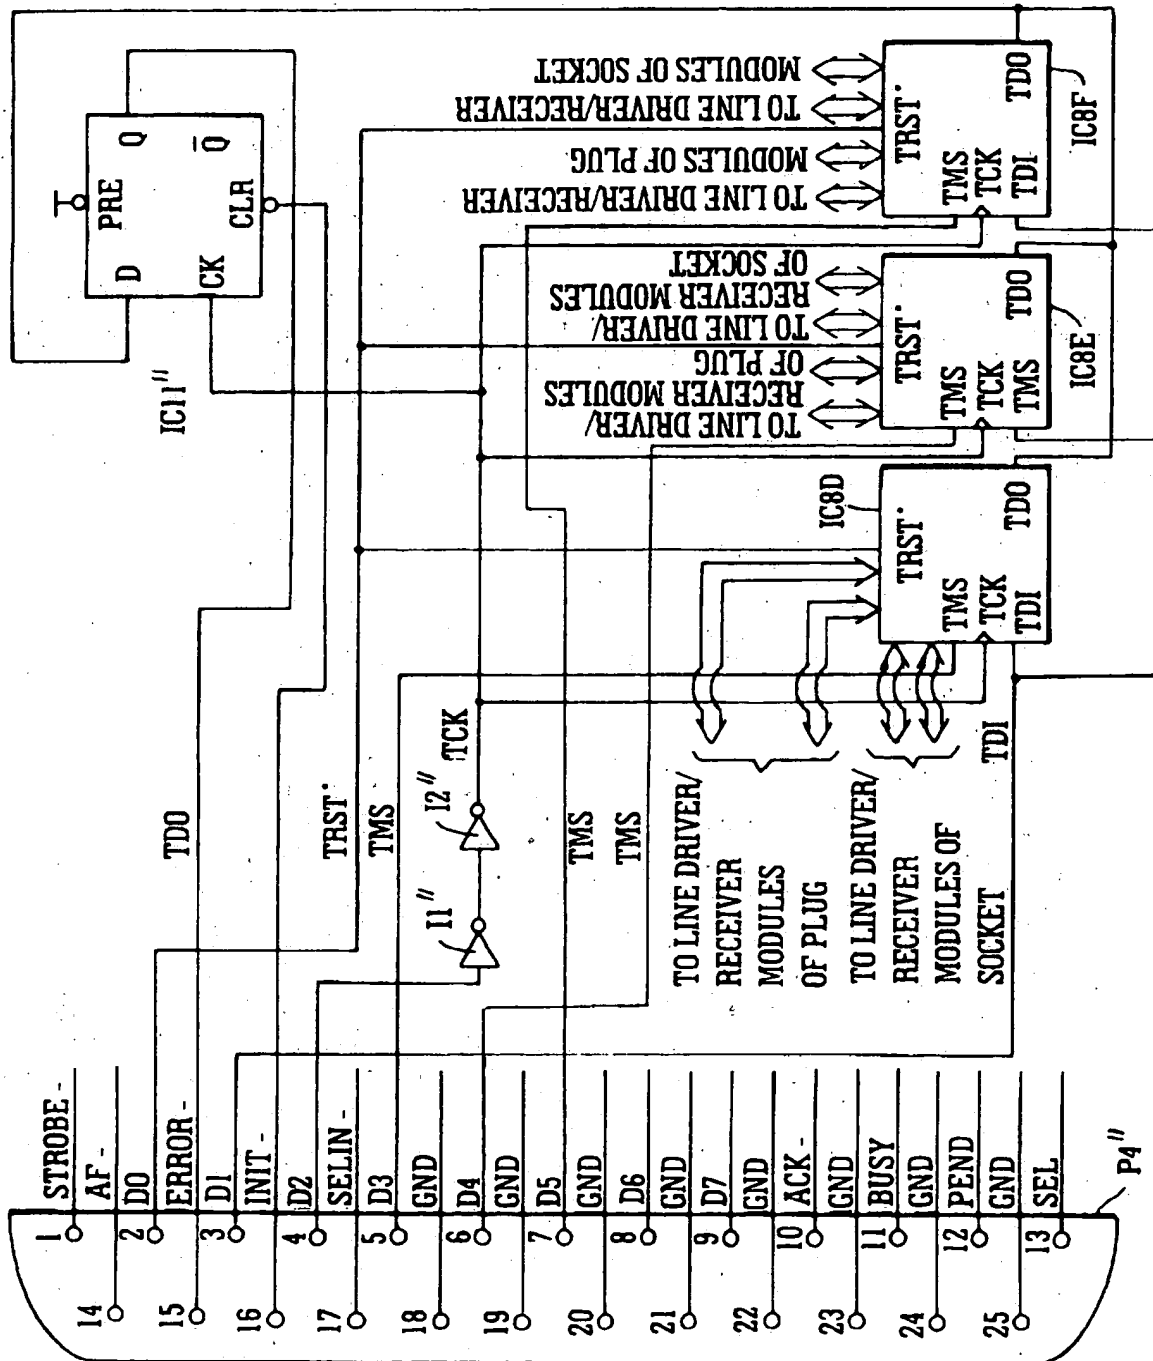 IC11"
PRE
D
Q
CK
Q̅
CLR
MODULES OF SOCKET
TO LINE DRIVER/RECEIVER
MODULES OF PLUG
TO LINE DRIVER/RECEIVER
TRST*
TMS
TCK
TDI
TDO
IC8F
OF SOCKET
RECEIVER MODULES
TO LINE DRIVER/
OF PLUG
RECEIVER MODULES
TO LINE DRIVER/
TRST*
TMS
TCK
TMS
TDO
IC8E
IC8D
TRST*
TMS
TCK
TDI
TDO
TDO
TRST*
TMS
I1"
I2"
TCK
TMS
TMS
TDI
TO LINE DRIVER/
RECEIVER
MODULES
OF PLUG
TO LINE DRIVER/
RECEIVER
MODULES OF
SOCKET
1 STROBE-
14 AF-
2 D0
15 ERROR-
3 D1
16 INIT-
4 D2
17 SELIN-
5 D3
18 GND
6 D4
19 GND
7 D5
20 GND
8 D6
21 GND
9 D7
22 GND
10 ACK-
23 GND
11 BUSY
24 GND
12 PEND
25 GND
13 SEL
P4"